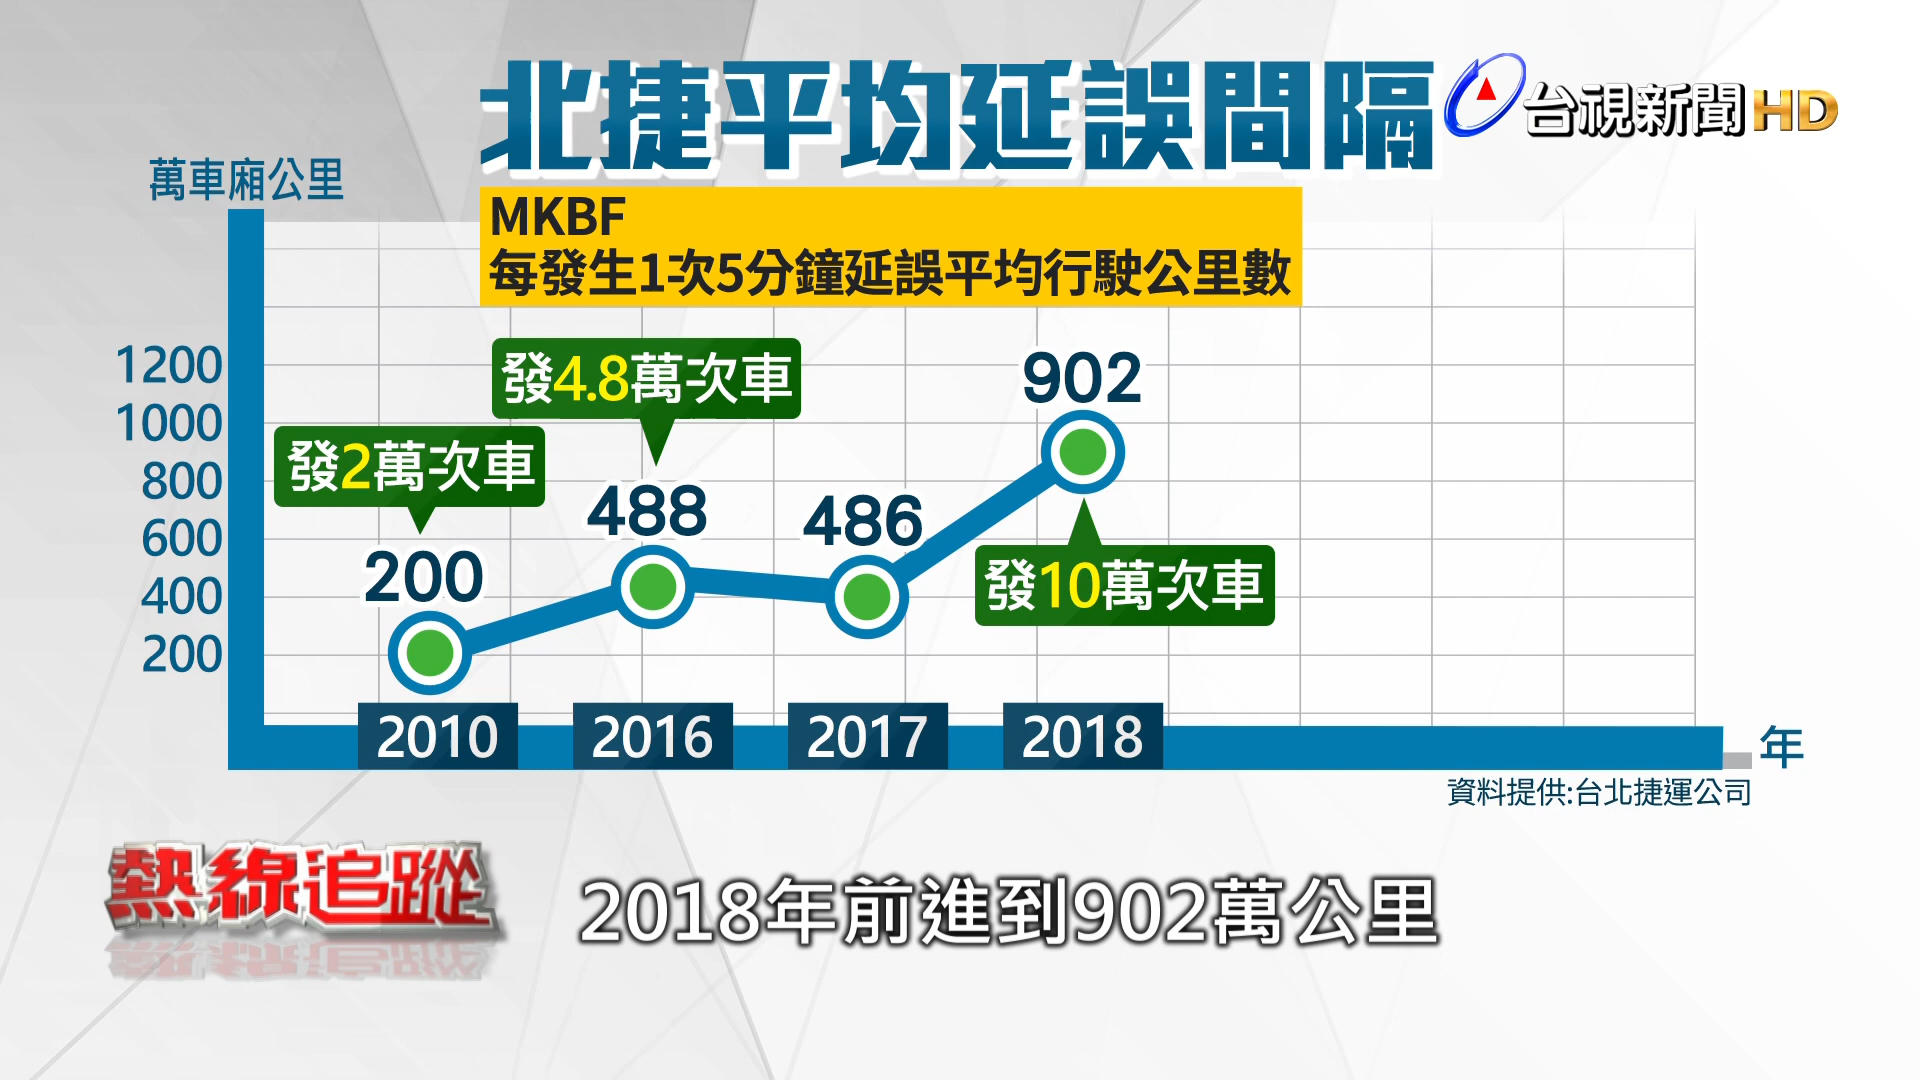 北捷平均延誤間隔
台視新聞HD
萬車廂公里
MKBF
每發生1次5分鐘延誤平均行駛公里數
1200
1000
800
600
400
200
發2萬次車
200
發4.8萬次車
488
486
902
發10萬次車
2010
2016
2017
2018
年
資料提供:台北捷運公司
熱線追蹤
2018年前進到902萬公里